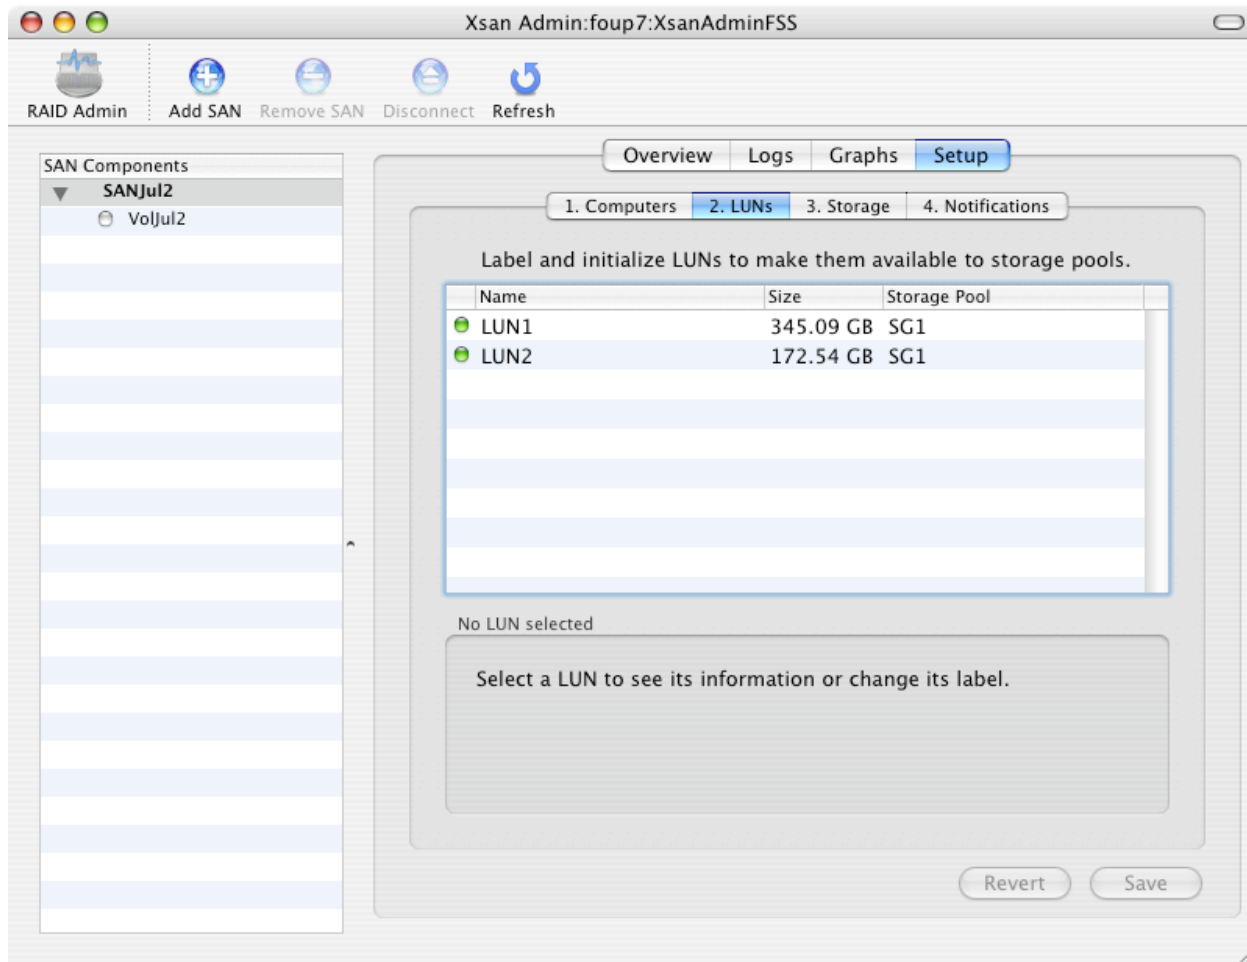 Xsan Admin:foup7:XsanAdminFSS
RAID Admin Add SAN Remove SAN Disconnect Refresh
Overview Logs Graphs Setup
SAN Components
SANJul2
VolJul2
1. Computers 2. LUNs 3. Storage 4. Notifications
Label and initialize LUNs to make them available to storage pools.
Name Size Storage Pool
LUN1 345.09 GB SG1
LUN2 172.54 GB SG1
No LUN selected
Select a LUN to see its information or change its label.
Revert Save